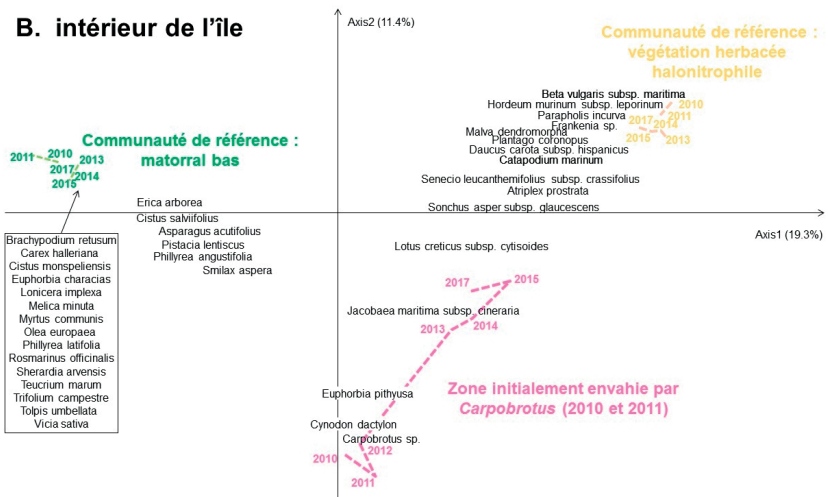 B. intérieur de l'île
Axis2 (11.4%)
Communauté de référence :
végétation herbacée
halonitrophile
Beta vulgaris subsp. maritima
Hordeum murinum subsp. leporinum
2010
Parapholis incurva
2011
Frankenia sp.
2017
2014
Malva dendromorpha
2015
2013
Plantago coronopus
Daucus carota subsp. hispanicus
Catapodium marinum
Senecio leucanthemifolius subsp. crassifolius
Atriplex prostrata
Sonchus asper subsp. glaucescens
Communauté de référence :
matorral bas
2011
2010
2013
2017
2014
2015
Erica arborea
Cistus salviifolius
Asparagus acutifolius
Pistacia lentiscus
Phillyrea angustifolia
Smilax aspera
Axis1 (19.3%)
Brachypodium retusum
Carex halleriana
Cistus monspeliensis
Euphorbia characias
Lonicera implexa
Melica minuta
Myrtus communis
Olea europaea
Phillyrea latifolia
Rosmarinus officinalis
Sherardia arvensis
Teucrium marum
Trifolium campestre
Tolpis umbellata
Vicia sativa
Lotus creticus subsp. cytisoides
2017
2015
Jacobaea maritima subsp. cineraria
2013
2014
Zone initialement envahie par
Carpobrotus (2010 et 2011)
Euphorbia pithyusa
Cynodon dactylon
Carpobrotus sp.
2012
2010
2011